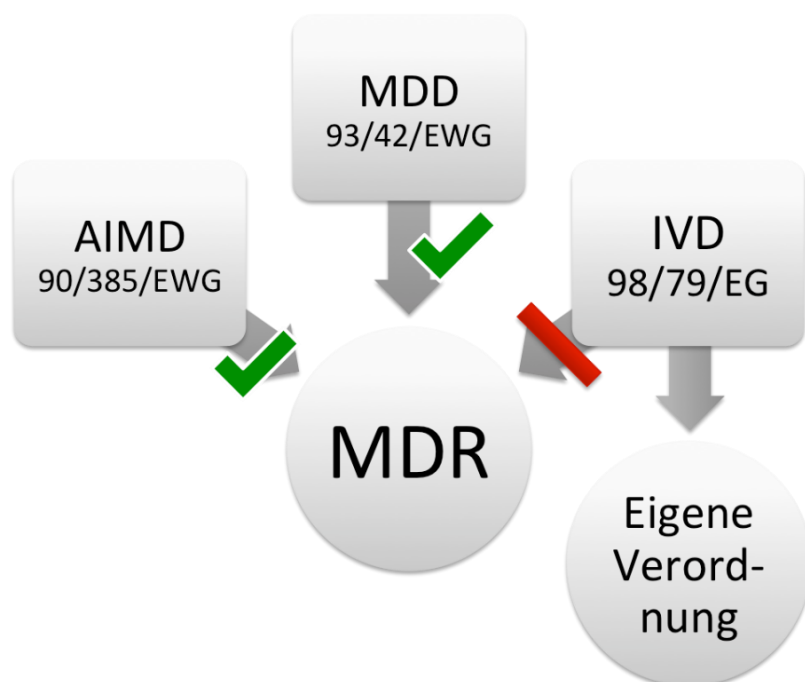 MDD
93/42/EWG
AIMD
90/385/EWG
IVD
98/79/EG
MDR
Eigene
Verord-
nung